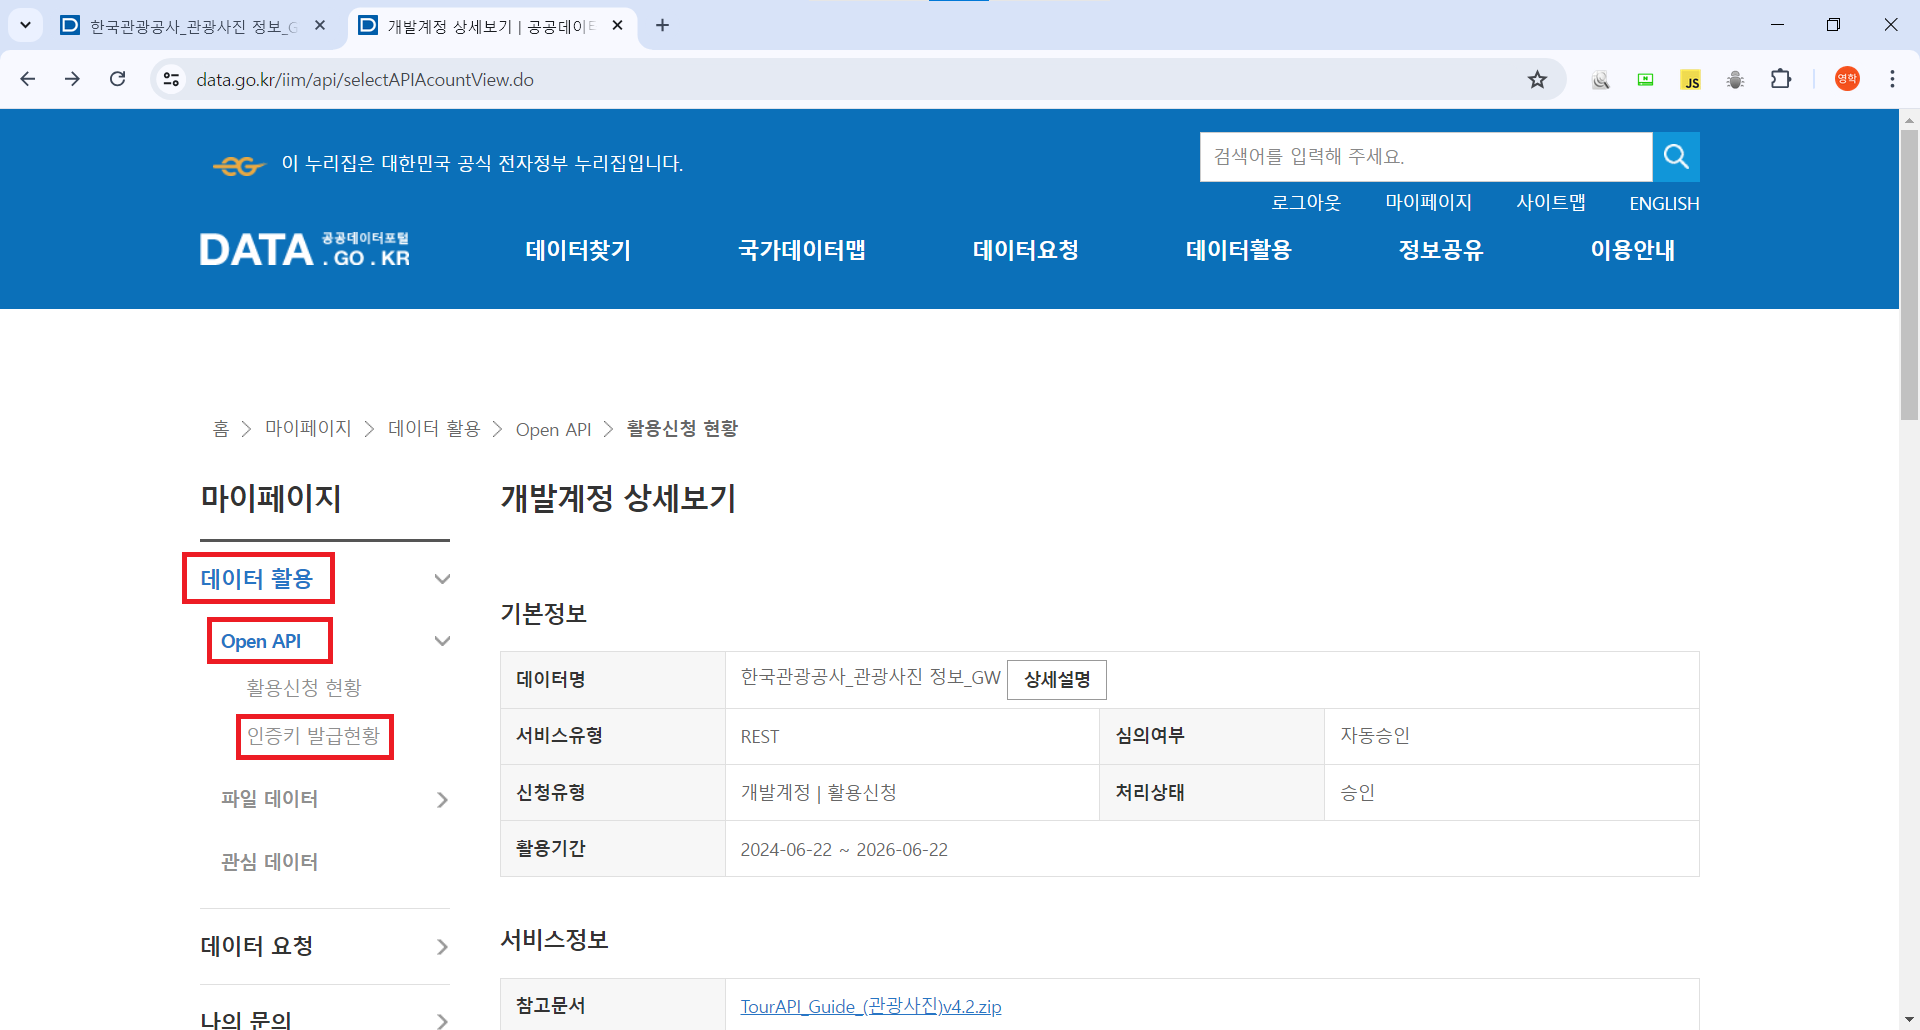 한국관광공사_관광사진 정보_G
개발계정 상세보기 | 공공데이터
data.go.kr/iim/api/selectAPIAcountView.do
JS
영학
이 누리집은 대한민국 공식 전자정부 누리집입니다.
검색어를 입력해 주세요.
로그아웃 마이페이지 사이트맵 ENGLISH
DATA 공공데이터포털
.GO.KR
데이터찾기 국가데이터맵 데이터요청 데이터활용 정보공유 이용안내
홈 > 마이페이지 > 데이터 활용 > Open API > 활용신청 현황
마이페이지
데이터 활용
Open API
활용신청 현황
인증키 발급현황
파일 데이터
관심 데이터
데이터 요청
나의 문의
개발계정 상세보기
기본정보
데이터명 한국관광공사_관광사진 정보_GW 상세설명
서비스유형 REST 심의여부 자동승인
신청유형 개발계정 | 활용신청 처리상태 승인
활용기간 2024-06-22 ~ 2026-06-22
서비스정보
참고문서 TourAPI_Guide_(관광사진)v4.2.zip